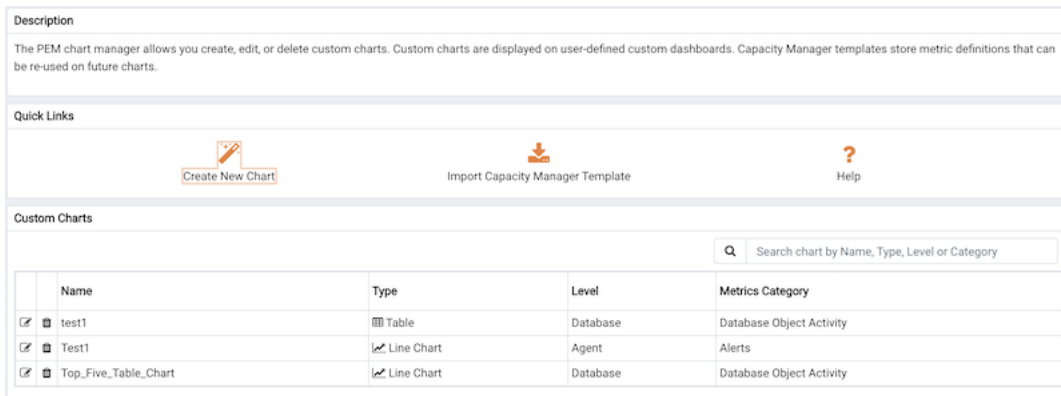 Description
The PEM chart manager allows you create, edit, or delete custom charts. Custom charts are displayed on user-defined custom dashboards. Capacity Manager templates store metric definitions that can
be re-used on future charts.
Quick Links
Create New Chart Import Capacity Manager Template Help
Custom Charts
Search chart by Name, Type, Level or Category
Name Type Level Metrics Category
test1 Table Database Database Object Activity
Test1 Line Chart Agent Alerts
Top_Five_Table_Chart Line Chart Database Database Object Activity